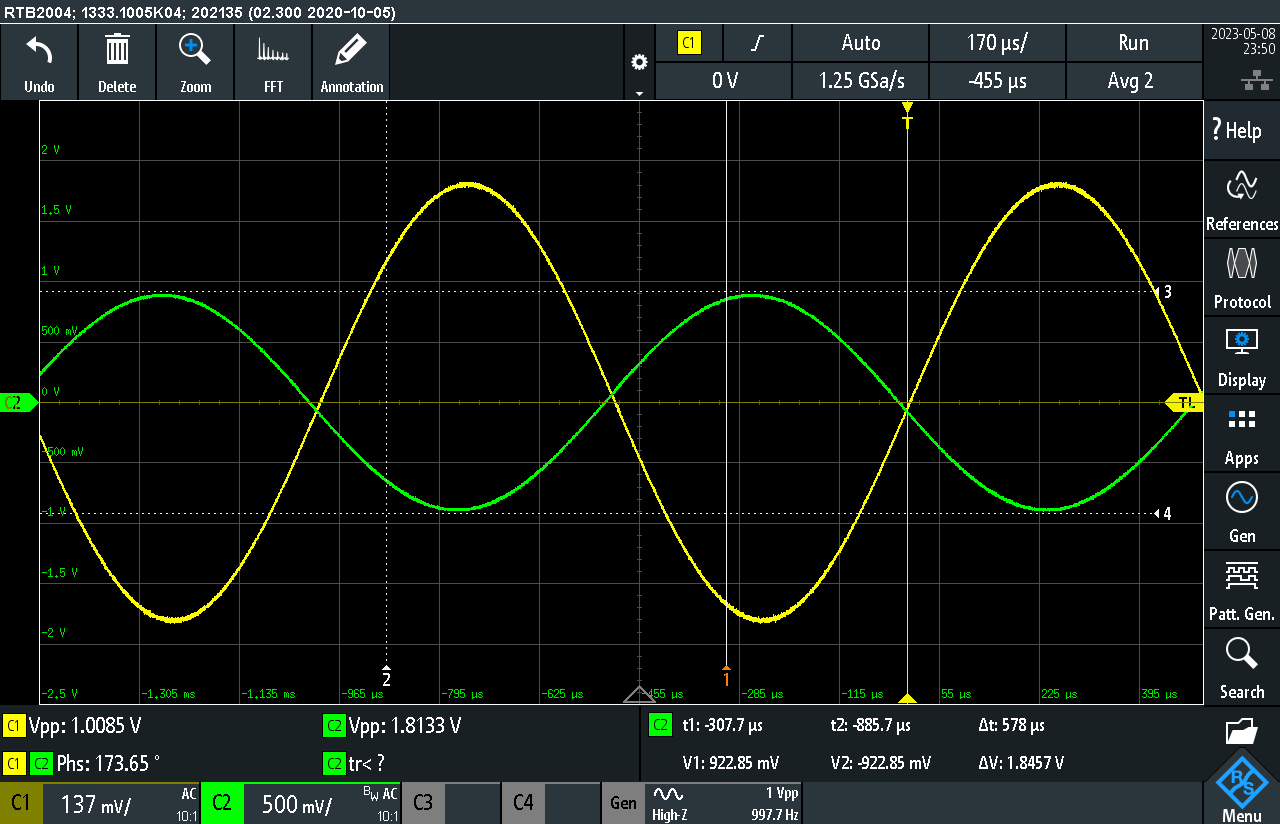 RTB2004; 1333.1005K04; 202135 (02.300 2020-10-05)
Undo Delete Zoom FFT Annotation
C1 Auto 170 µs/ Run
0 V 1.25 GSa/s -455 µs Avg 2
2023-05-08
23:50
? Help
References
Protocol
Display
Apps
Gen
Patt. Gen.
Search
Menu
T
2 V
1.5 V
1 V
3
500 mV
0 V
C2
TL
-500 mV
-1 V
4
-1.5 V
-2 V
2 1
-2.5 V -1.305 ms -1.135 ms -965 µs -795 µs -625 µs -455 µs -285 µs -115 µs 55 µs 225 µs 395 µs
C1 Vpp: 1.0085 V C2 Vpp: 1.8133 V C2 t1: -307.7 µs t2: -885.7 µs Δt: 578 µs
C1 C2 Phs: 173.65 ° C2 tr< ? V1: 922.85 mV V2: -922.85 mV ΔV: 1.8457 V
C1 137 mV/ AC 10:1 C2 500 mV/ BW AC 10:1 C3 C4 Gen High-Z 1 Vpp 997.7 Hz
R&S